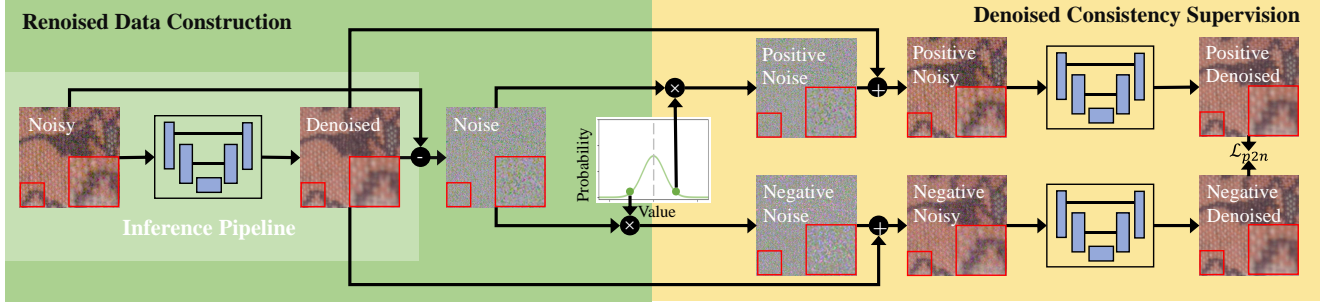 Renoised Data Construction
Denoised Consistency Supervision
Noisy
Denoised
-
Noise
Inference Pipeline
×
Probability
Value
×
Positive
Noise
+
Positive
Noisy
Positive
Denoised
ℒp2n
Negative
Noise
+
Negative
Noisy
Negative
Denoised